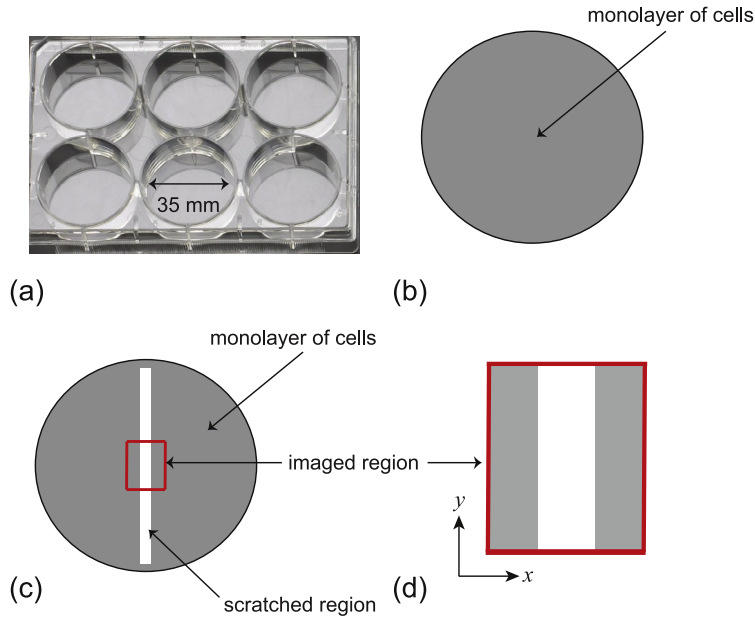 monolayer of cells
35 mm
(a)
(b)
monolayer of cells
imaged region
y
x
(c)
scratched region
(d)